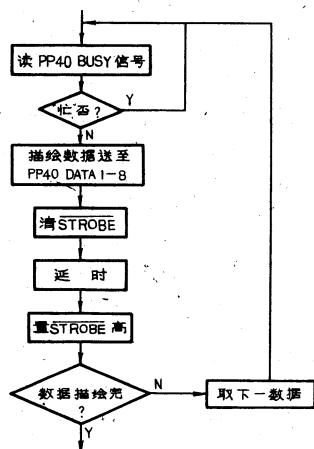 读 PP40 BUSY 信号
忙否?
Y
N
描绘数据送至
PP40 DATA 1-8
清STROBE
延 时
置STROBE 高
数据描绘完
?
N
取下一数据
Y